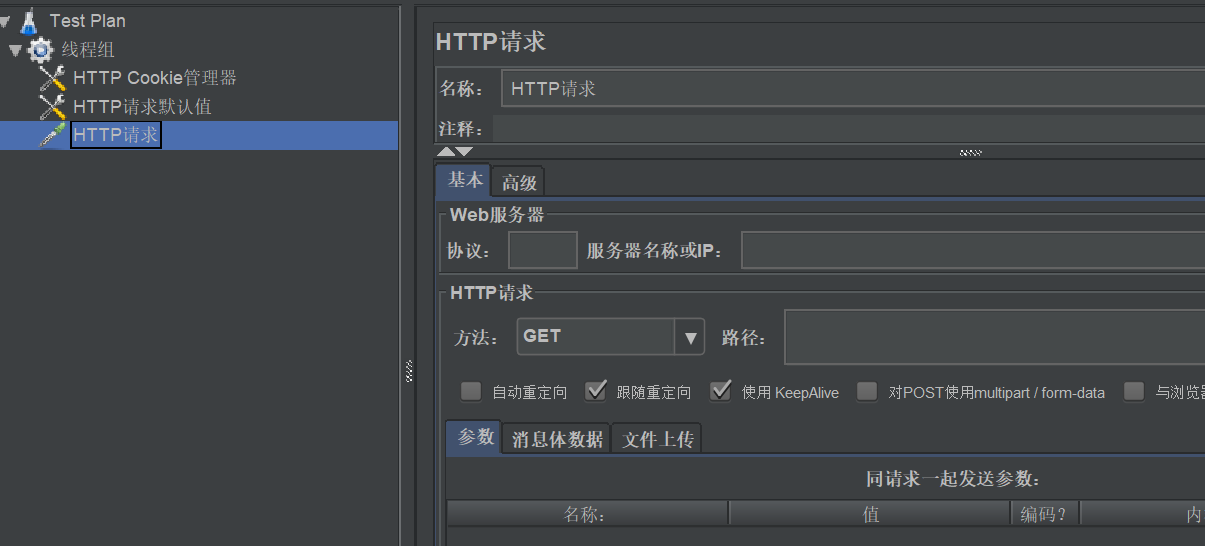 Test Plan
线程组
HTTP Cookie管理器
HTTP请求默认值
HTTP请求
HTTP请求
名称： HTTP请求
注释：
基本 高级
Web服务器
协议： 服务器名称或IP：
HTTP请求
方法： GET 路径：
自动重定向 跟随重定向 使用 KeepAlive 对POST使用multipart / form-data 与浏览
参数 消息体数据 文件上传
同请求一起发送参数：
名称： 值 编码？ 内